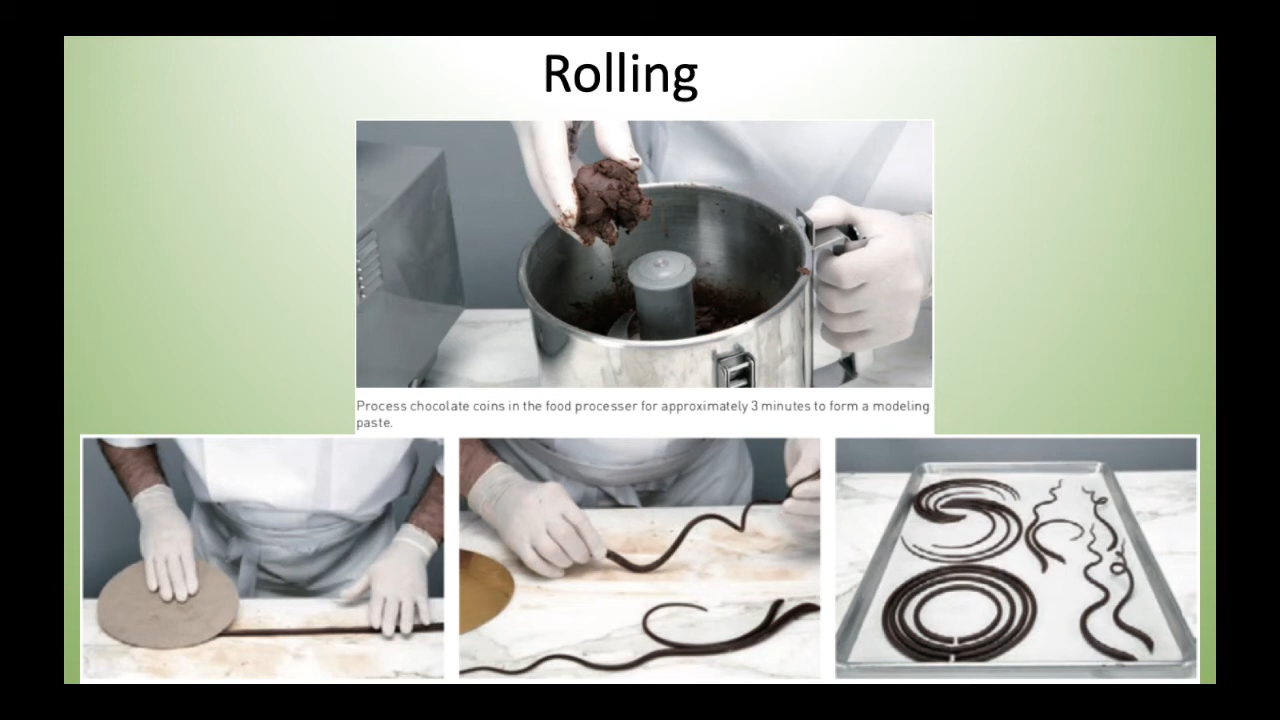 Rolling
Process chocolate coins in the food processer for approximately 3 minutes to form a modeling
paste.